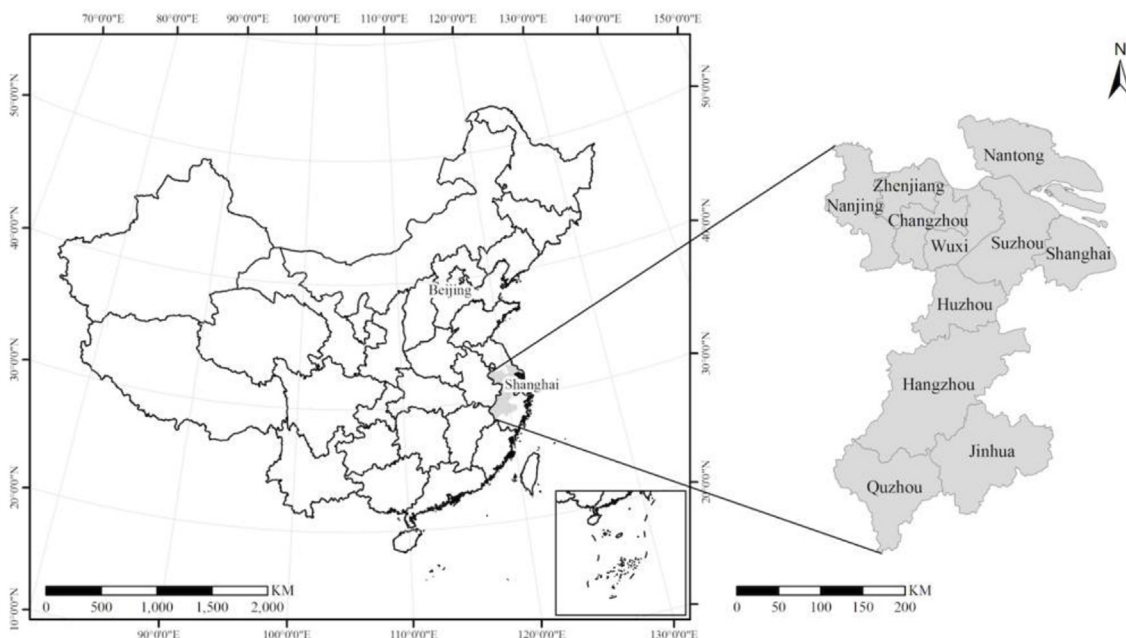 70°0'0"E 80°0'0"E 90°0'0"E 100°0'0"E 110°0'0"E 120°0'0"E 130°0'0"E 140°0'0"E 150°0'0"E
50°0'0"N
50°0'0"N
40°0'0"N
40°0'0"N
30°0'0"N
30°0'0"N
20°0'0"N
20°0'0"N
10°0'0"N
Beijing
Shanghai
KM
0 500 1,000 1,500 2,000
90°0'0"E 100°0'0"E 110°0'0"E 120°0'0"E 130°0'0"E
N
Nantong
Zhenjiang
Nanjing
Changzhou
Wuxi
Suzhou
Shanghai
Huzhou
Hangzhou
Jinhua
Quzhou
KM
0 50 100 150 200